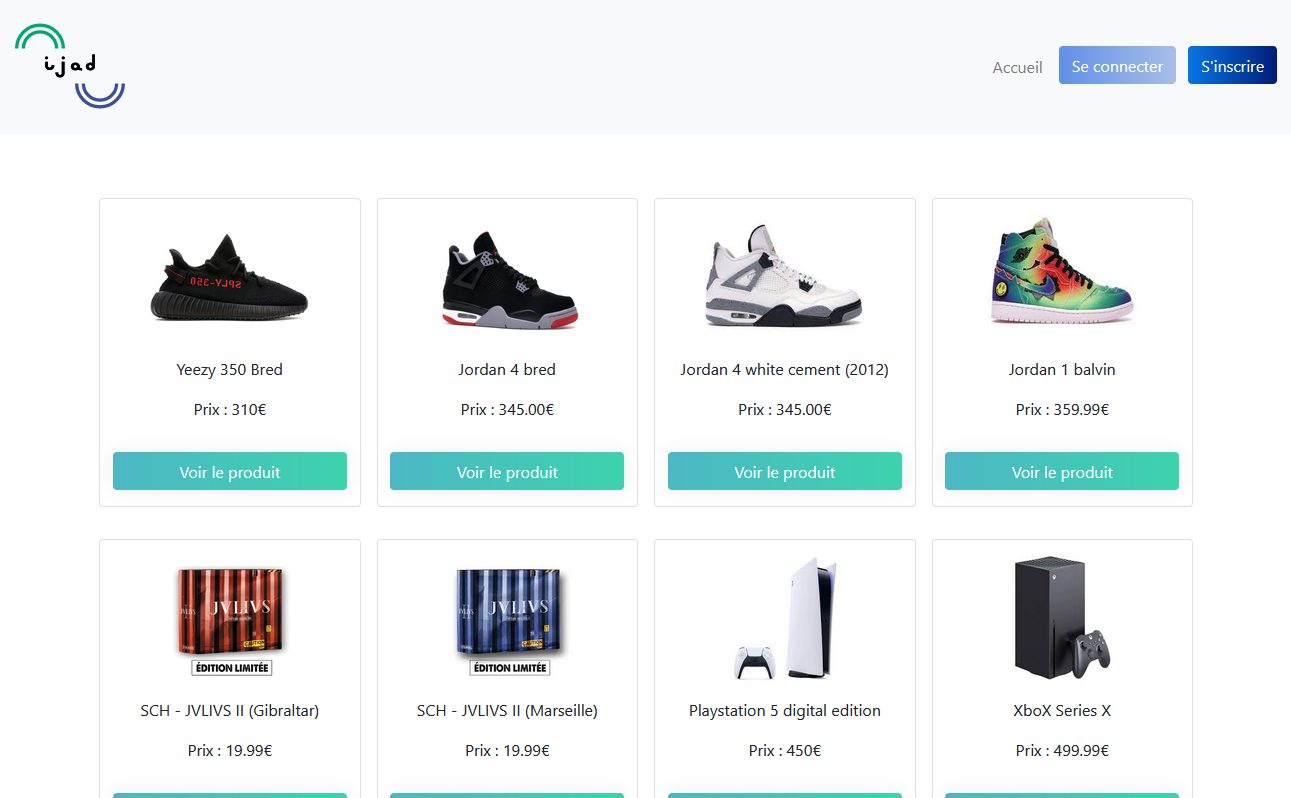 ijad
Accueil
Se connecter
S'inscrire
SPLY-350
Yeezy 350 Bred
Jordan 4 bred
Jordan 4 white cement (2012)
Jordan 1 balvin
Prix : 310€
Prix : 345.00€
Prix : 345.00€
Prix : 359.99€
Voir le produit
Voir le produit
Voir le produit
Voir le produit
JVLIVS
CAUTION
ÉDITION LIMITÉE
JVLIVS
CAUTION
ÉDITION LIMITÉE
SCH - JVLIVS II (Gibraltar)
SCH - JVLIVS II (Marseille)
Playstation 5 digital edition
XboX Series X
Prix : 19.99€
Prix : 19.99€
Prix : 450€
Prix : 499.99€